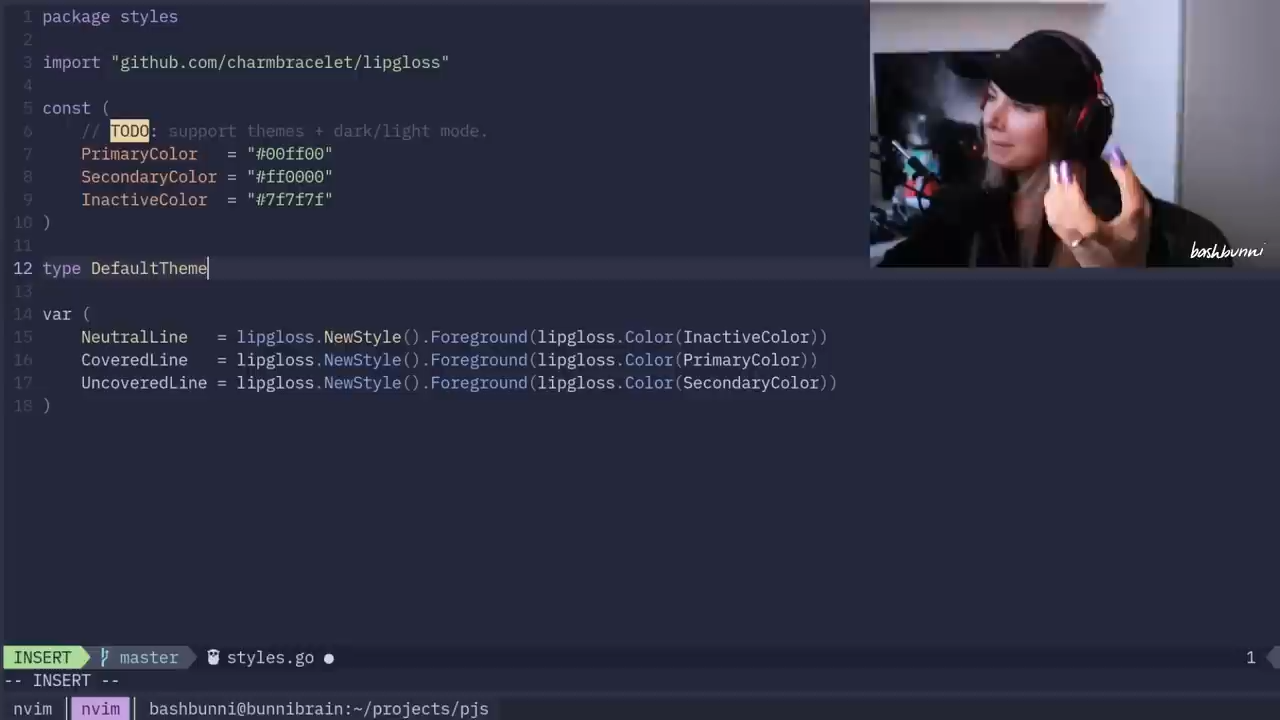 1 package styles
2
3 import "github.com/charmbracelet/lipgloss"
4
5 const (
6 // TODO: support themes + dark/light mode.
7 PrimaryColor = "#00ff00"
8 SecondaryColor = "#ff0000"
9 InactiveColor = "#7f7f7f"
10 )
11
12 type DefaultTheme
13
14 var (
15 NeutralLine = lipgloss.NewStyle().Foreground(lipgloss.Color(InactiveColor))
16 CoveredLine = lipgloss.NewStyle().Foreground(lipgloss.Color(PrimaryColor))
17 UncoveredLine = lipgloss.NewStyle().Foreground(lipgloss.Color(SecondaryColor))
18 )
bashbunni
INSERT master styles.go ● 1
-- INSERT --
nvim nvim bashbunni@bunnibrain:~/projects/pjs